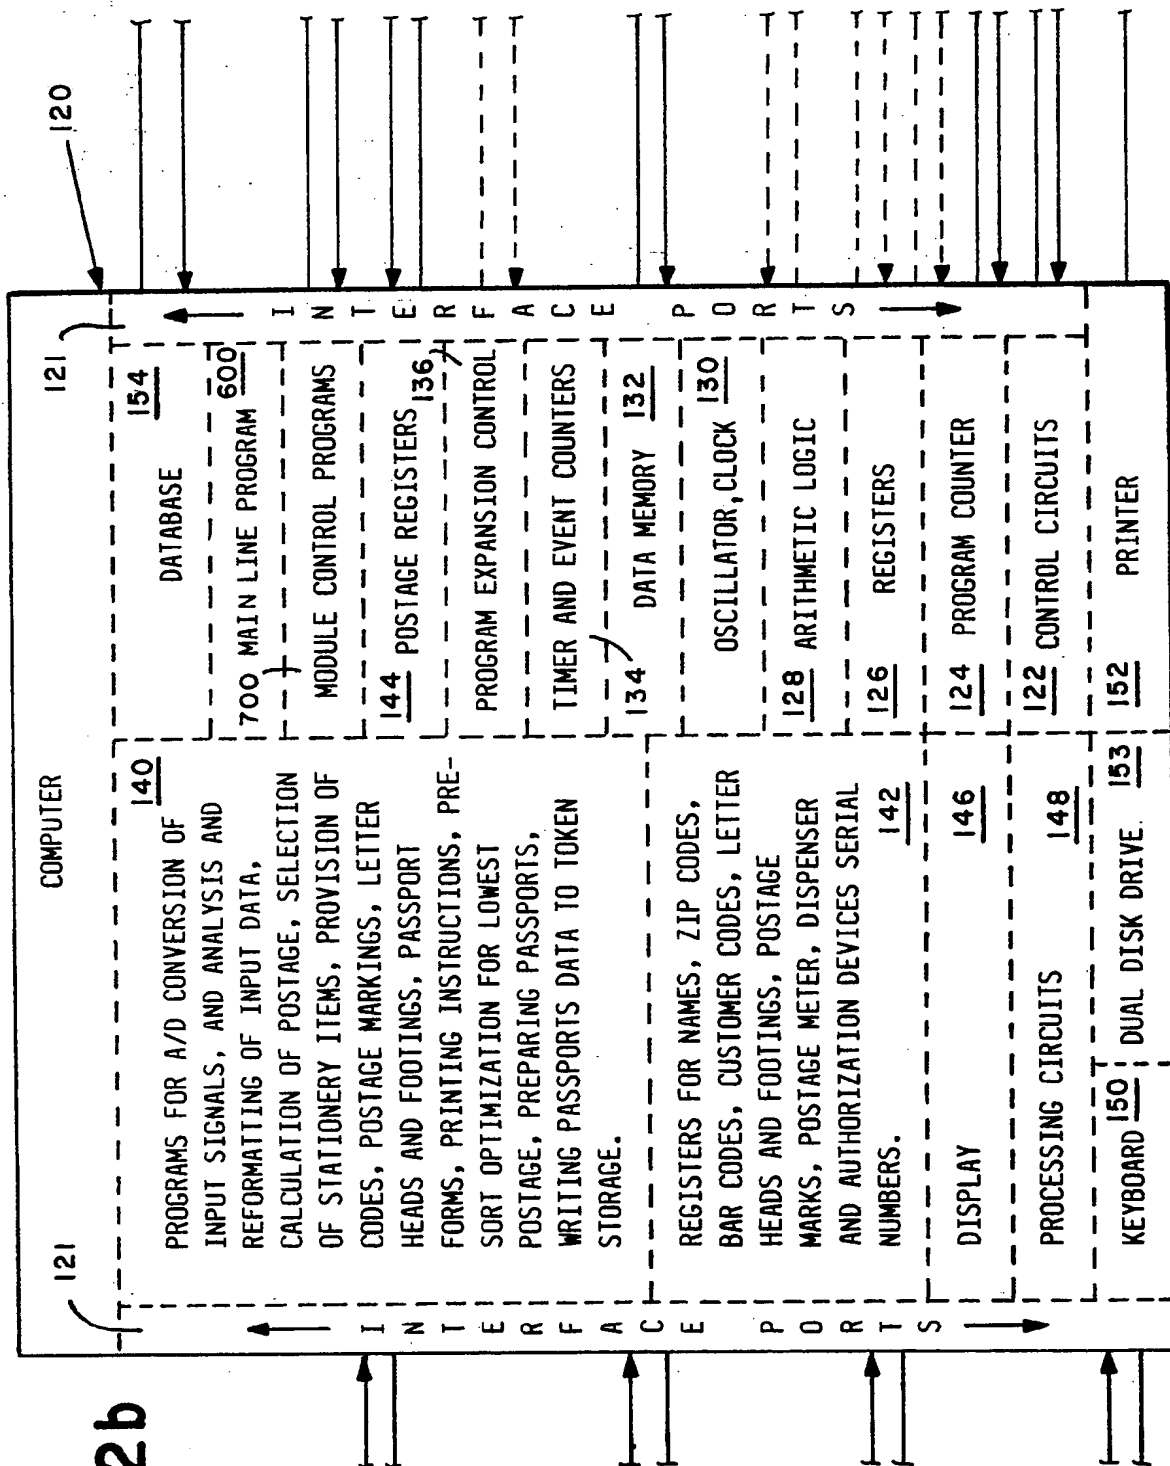 2b
COMPUTER
120
121
121
INTERFACE PORTS
INTERFACE PORTS
140
PROGRAMS FOR A/D CONVERSION OF
INPUT SIGNALS, AND ANALYSIS AND
REFORMATTING OF INPUT DATA,
CALCULATION OF POSTAGE, SELECTION
OF STATIONERY ITEMS, PROVISION OF
CODES, POSTAGE MARKINGS, LETTER
HEADS AND FOOTINGS, PASSPORT
FORMS, PRINTING INSTRUCTIONS, PRE-
SORT OPTIMIZATION FOR LOWEST
POSTAGE, PREPARING PASSPORTS,
WRITING PASSPORTS DATA TO TOKEN
STORAGE.
REGISTERS FOR NAMES, ZIP CODES,
BAR CODES, CUSTOMER CODES, LETTER
HEADS AND FOOTINGS, POSTAGE
MARKS, POSTAGE METER, DISPENSER
AND AUTHORIZATION DEVICES SERIAL
NUMBERS. 142
DISPLAY 146
PROCESSING CIRCUITS 148
KEYBOARD 150
DUAL DISK DRIVE. 153
DATABASE 154
700 MAIN LINE PROGRAM 600
MODULE CONTROL PROGRAMS
144 POSTAGE REGISTERS 136
PROGRAM EXPANSION CONTROL
TIMER AND EVENT COUNTERS
134 DATA MEMORY 132
OSCILLATOR, CLOCK 130
128 ARITHMETIC LOGIC
126 REGISTERS
124 PROGRAM COUNTER
122 CONTROL CIRCUITS
152 PRINTER